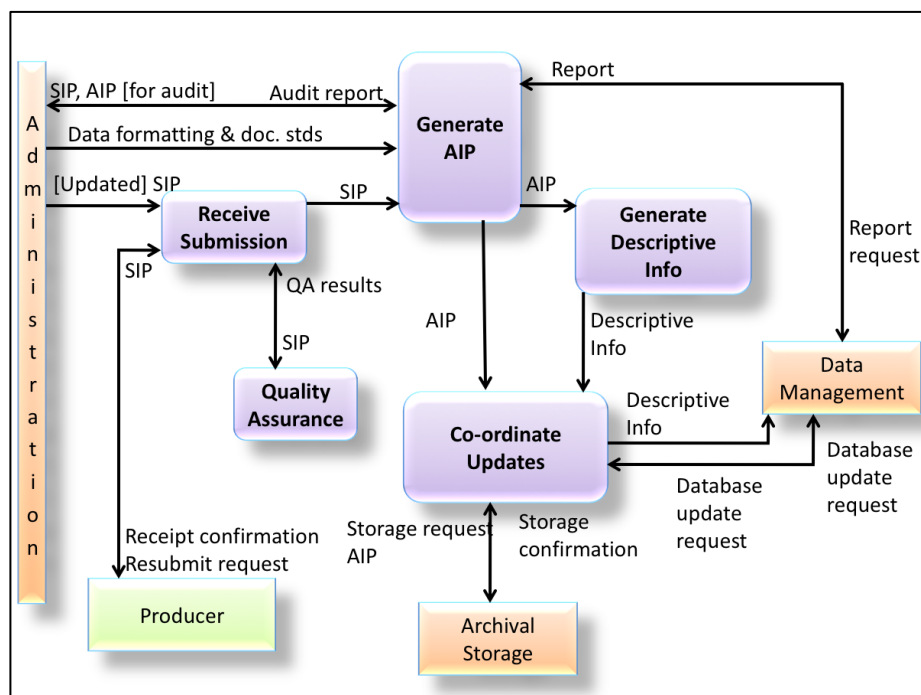 Administration
SIP, AIP [for audit]
Audit report
Data formatting & doc. stds
[Updated] SIP
Receive
Submission
SIP
Generate
AIP
Report
AIP
Generate
Descriptive
Info
Report
request
SIP
QA results
SIP
Quality
Assurance
AIP
Descriptive
Info
Data
Management
Co-ordinate
Updates
Descriptive
Info
Database
update
request
Database
update
request
Receipt confirmation
Resubmit request
Storage request
AIP
Storage
confirmation
Producer
Archival
Storage